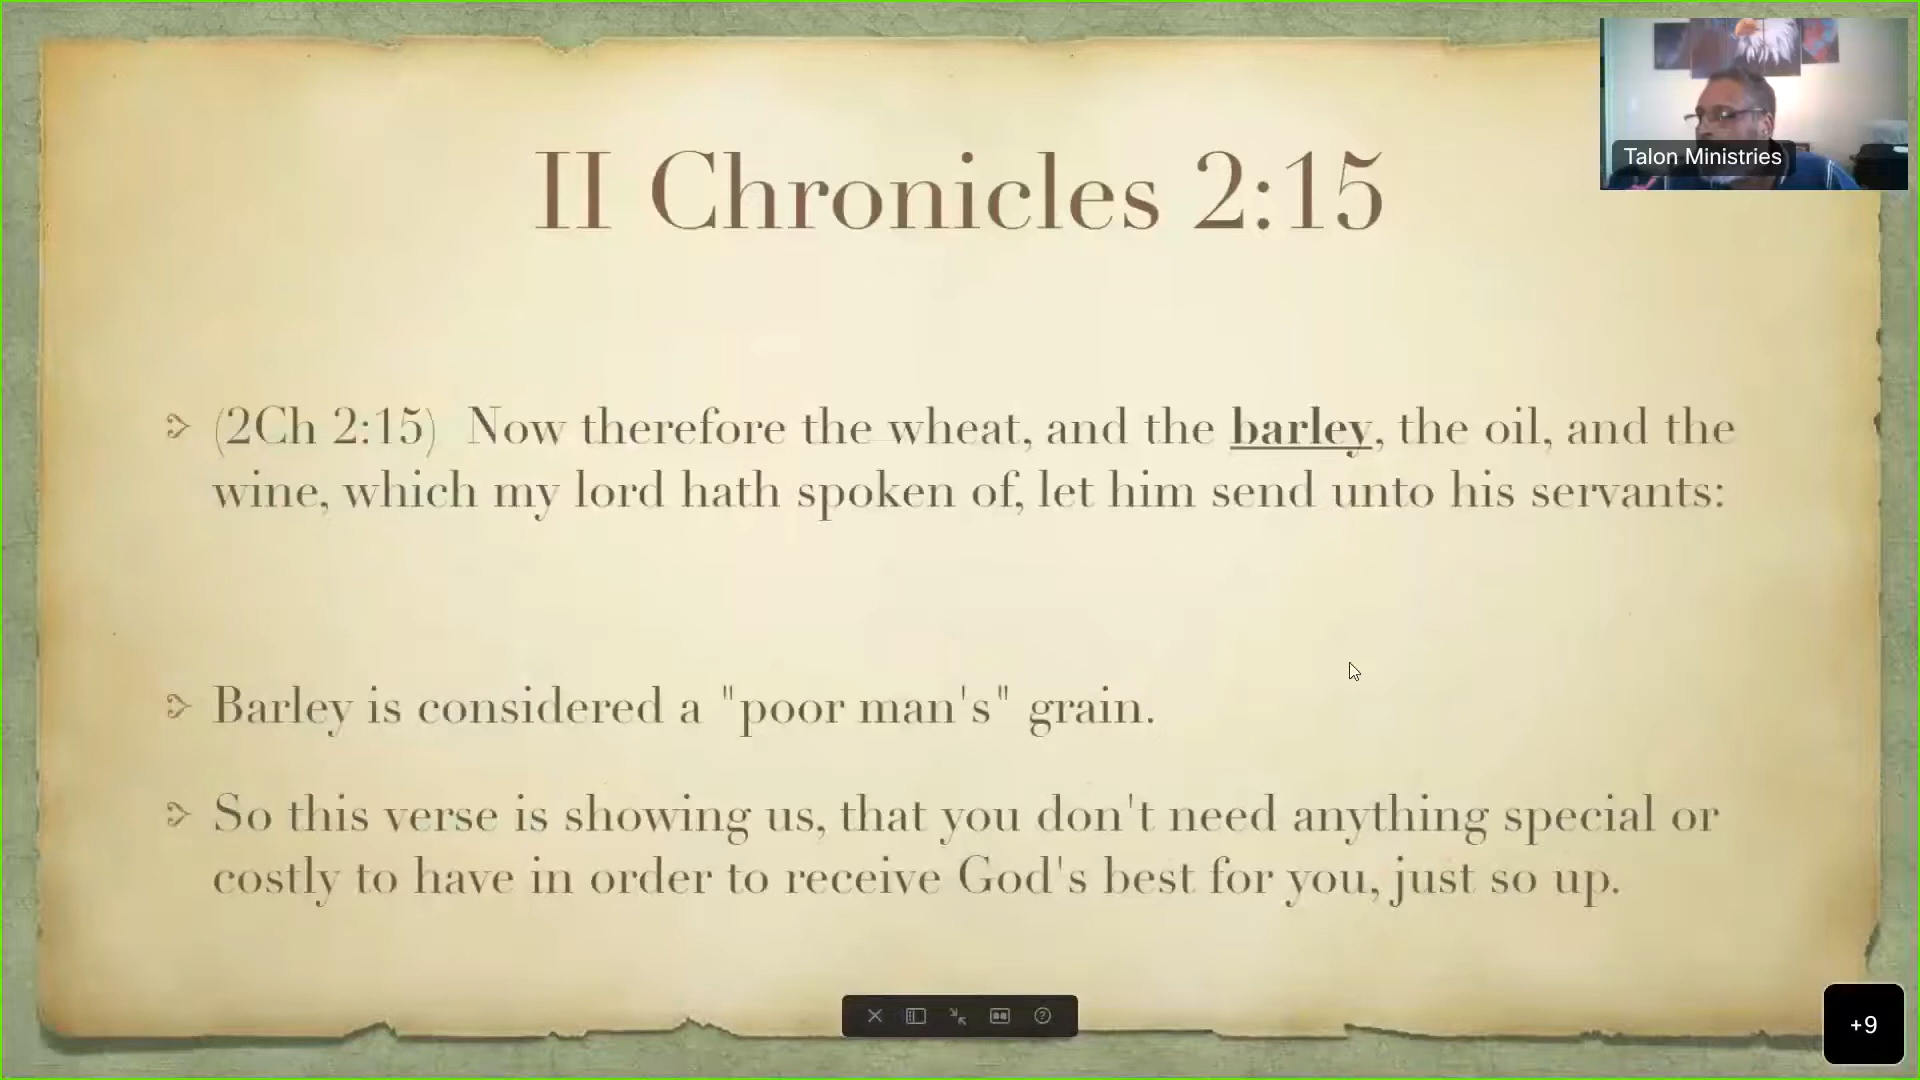 II Chronicles 2:15
Talon Ministries
(2Ch 2:15) Now therefore the wheat, and the barley, the oil, and the
wine, which my lord hath spoken of, let him send unto his servants:
Barley is considered a "poor man's" grain.
So this verse is showing us, that you don't need anything special or
costly to have in order to receive God's best for you, just so up.
+9